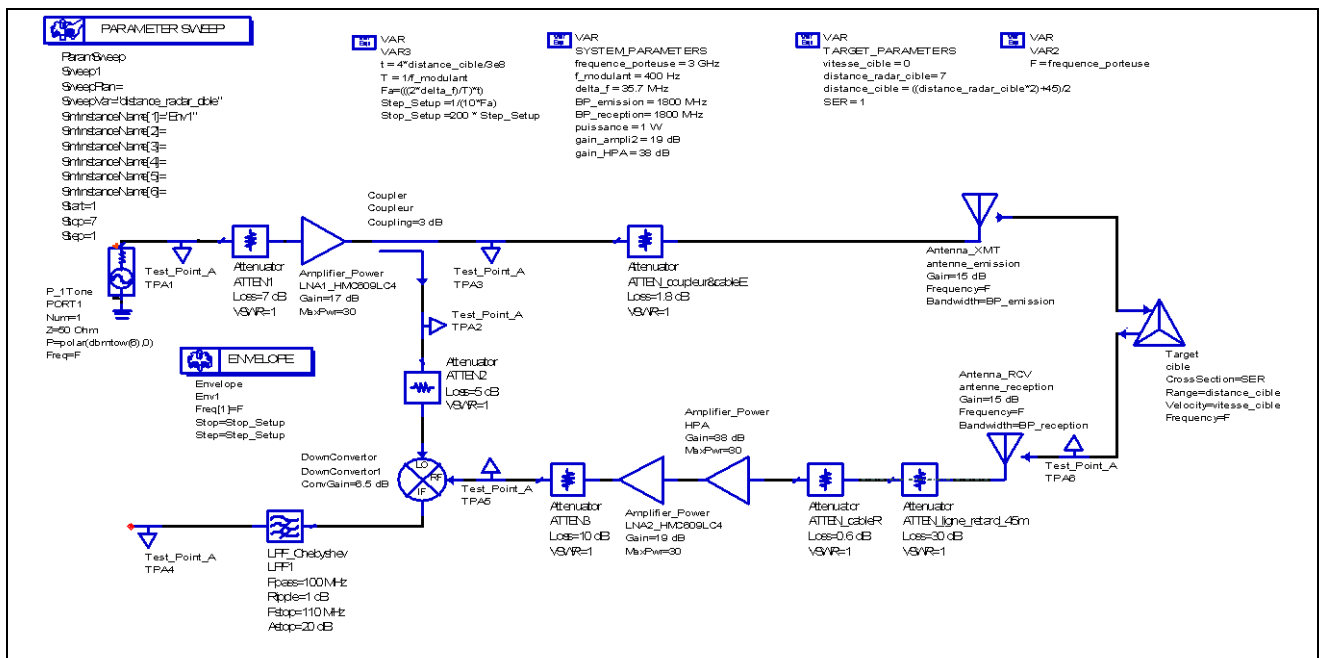 PARAMETER SWEEP
ParamSweep
Sweep1
SweepPlan=
SweepVar="distance_radar_cible"
SimInstanceName[1]="Env1"
SimInstanceName[2]=
SimInstanceName[3]=
SimInstanceName[4]=
SimInstanceName[5]=
SimInstanceName[6]=
Start=1
Stop=7
Step=1
Var
Eqn
VAR
VAR3
t = 4*distance_cible/3e8
T = 1/f_modulant
Fa=(((2*delta_f)/T)*t)
Step_Setup =1/(10*Fa)
Stop_Setup =200 * Step_Setup
Var
Eqn
VAR
SYSTEM_PARAMETERS
frequence_porteuse = 3 GHz
f_modulant = 400 Hz
delta_f = 35.7 MHz
BP_emission = 1800 MHz
BP_reception = 1800 MHz
puissance = 1 W
gain_ampli2 = 19 dB
gain_HPA = 38 dB
Var
Eqn
VAR
TARGET_PARAMETERS
vitesse_cible = 0
distance_radar_cible= 7
distance_cible = ((distance_radar_cible*2)+45)/2
SER = 1
Var
Eqn
VAR
VAR2
F = frequence_porteuse
P_1Tone
PORT1
Num=1
Z=50 Ohm
P=polar(dbmtow(6),0)
Freq=F
Test_Point_A
TPA1
Attenuator
ATTEN1
Loss=7 dB
VSWR=1
Amplifier_Power
LNA1_HMC609LC4
Gain=17 dB
MaxPwr=30
Coupler
Coupleur
Coupling=3 dB
Test_Point_A
TPA3
Attenuator
ATTEN_coupleur&cableE
Loss=1.8 dB
VSWR=1
Antenna_XMT
antenne_emission
Gain=15 dB
Frequency=F
Bandwidth=BP_emission
Target
cible
CrossSection=SER
Range=distance_cible
Velocity=vitesse_cible
Frequency=F
Test_Point_A
TPA2
ENVELOPE
Envelope
Env1
Freq[1]=F
Stop=Stop_Setup
Step=Step_Setup
Attenuator
ATTEN2
Loss=5 dB
VSWR=1
Antenna_RCV
antenne_reception
Gain=15 dB
Frequency=F
Bandwidth=BP_reception
Test_Point_A
TPA6
Amplifier_Power
HPA
Gain=38 dB
MaxPwr=30
DownConvertor
DownConvertor1
ConvGain=6.5 dB
LO
RF
IF
Test_Point_A
TPA5
Attenuator
ATTEN3
Loss=10 dB
VSWR=1
Amplifier_Power
LNA2_HMC609LC4
Gain=19 dB
MaxPwr=30
Attenuator
ATTEN_cableR
Loss=0.6 dB
VSWR=1
Attenuator
ATTEN_ligne_retard_45m
Loss=30 dB
VSWR=1
Test_Point_A
TPA4
LPF_Chebyshev
LPF1
Fpass=100 MHz
Ripple=1 dB
Fstop=110 MHz
Astop=20 dB